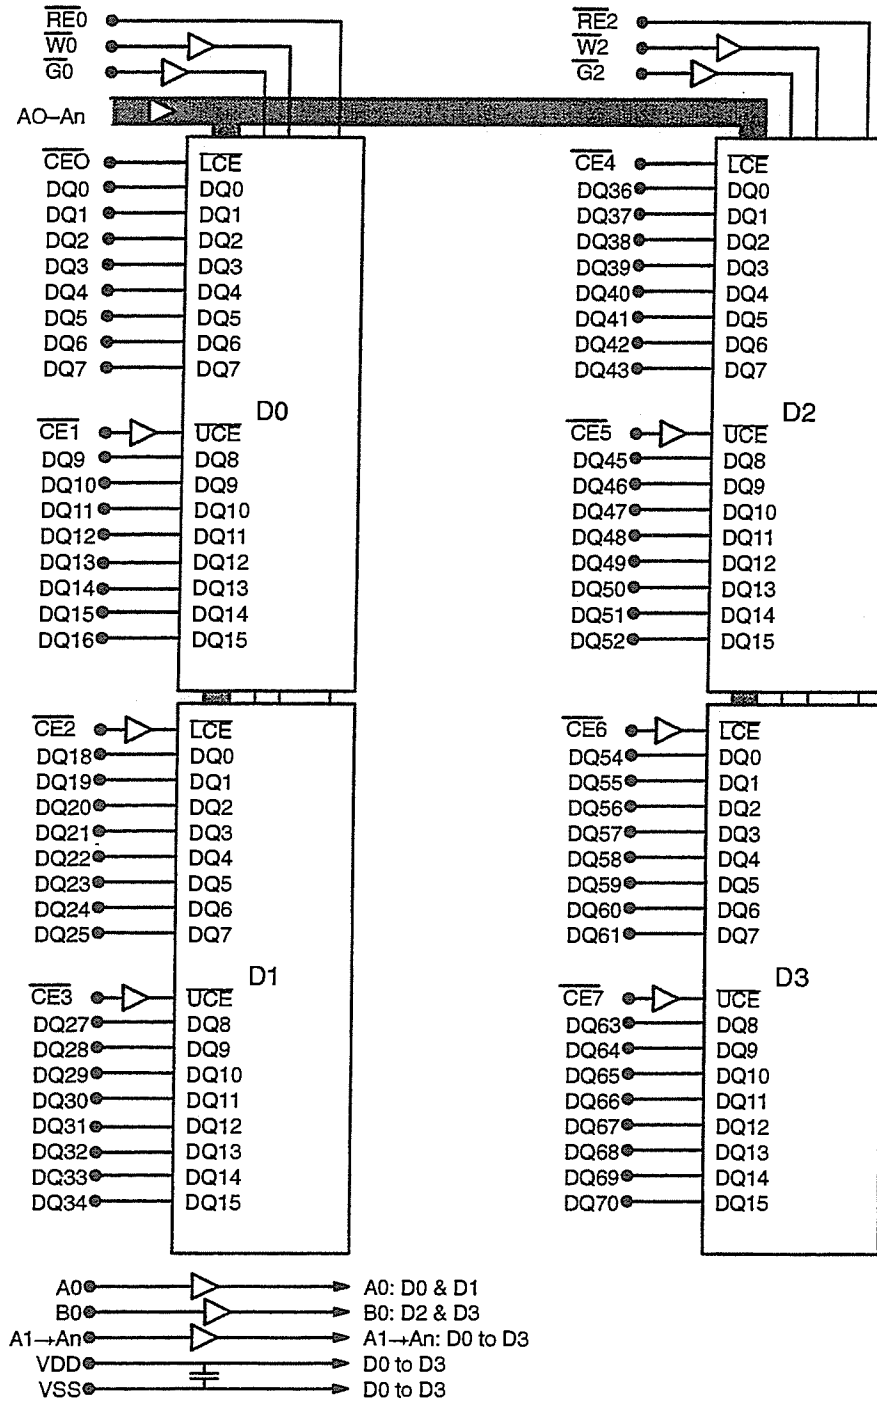 RE0
W0
G0
AO–An
CEO LCE
DQ0 DQ0
DQ1 DQ1
DQ2 DQ2
DQ3 DQ3
DQ4 DQ4
DQ5 DQ5
DQ6 DQ6
DQ7 DQ7
D0
CE1 UCE
DQ9 DQ8
DQ10 DQ9
DQ11 DQ10
DQ12 DQ11
DQ13 DQ12
DQ14 DQ13
DQ15 DQ14
DQ16 DQ15
CE2 LCE
DQ18 DQ0
DQ19 DQ1
DQ20 DQ2
DQ21 DQ3
DQ22 DQ4
DQ23 DQ5
DQ24 DQ6
DQ25 DQ7
D1
CE3 UCE
DQ27 DQ8
DQ28 DQ9
DQ29 DQ10
DQ30 DQ11
DQ31 DQ12
DQ32 DQ13
DQ33 DQ14
DQ34 DQ15
RE2
W2
G2
CE4 LCE
DQ36 DQ0
DQ37 DQ1
DQ38 DQ2
DQ39 DQ3
DQ40 DQ4
DQ41 DQ5
DQ42 DQ6
DQ43 DQ7
D2
CE5 UCE
DQ45 DQ8
DQ46 DQ9
DQ47 DQ10
DQ48 DQ11
DQ49 DQ12
DQ50 DQ13
DQ51 DQ14
DQ52 DQ15
CE6 LCE
DQ54 DQ0
DQ55 DQ1
DQ56 DQ2
DQ57 DQ3
DQ58 DQ4
DQ59 DQ5
DQ60 DQ6
DQ61 DQ7
D3
CE7 UCE
DQ63 DQ8
DQ64 DQ9
DQ65 DQ10
DQ66 DQ11
DQ67 DQ12
DQ68 DQ13
DQ69 DQ14
DQ70 DQ15
A0 A0: D0 & D1
B0 B0: D2 & D3
A1→An A1→An: D0 to D3
VDD D0 to D3
VSS D0 to D3